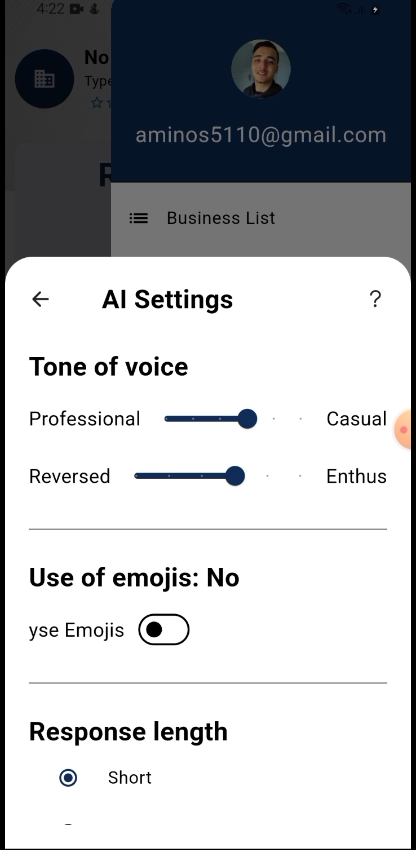 4:22
No
Type
R
aminos5110@gmail.com
Business List
AI Settings ?
Tone of voice
Professional Casual
Reversed Enthus
Use of emojis: No
yse Emojis
Response length
Short